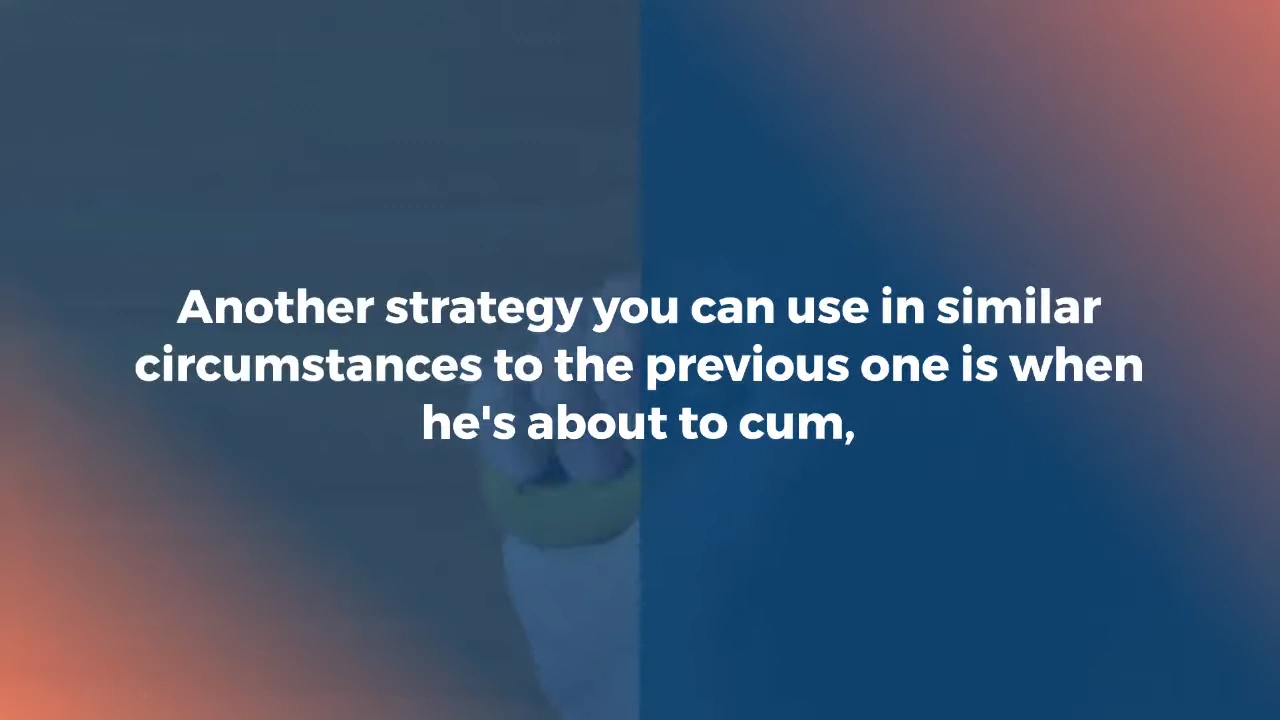 Another strategy you can use in similar
circumstances to the previous one is when
he's about to cum,